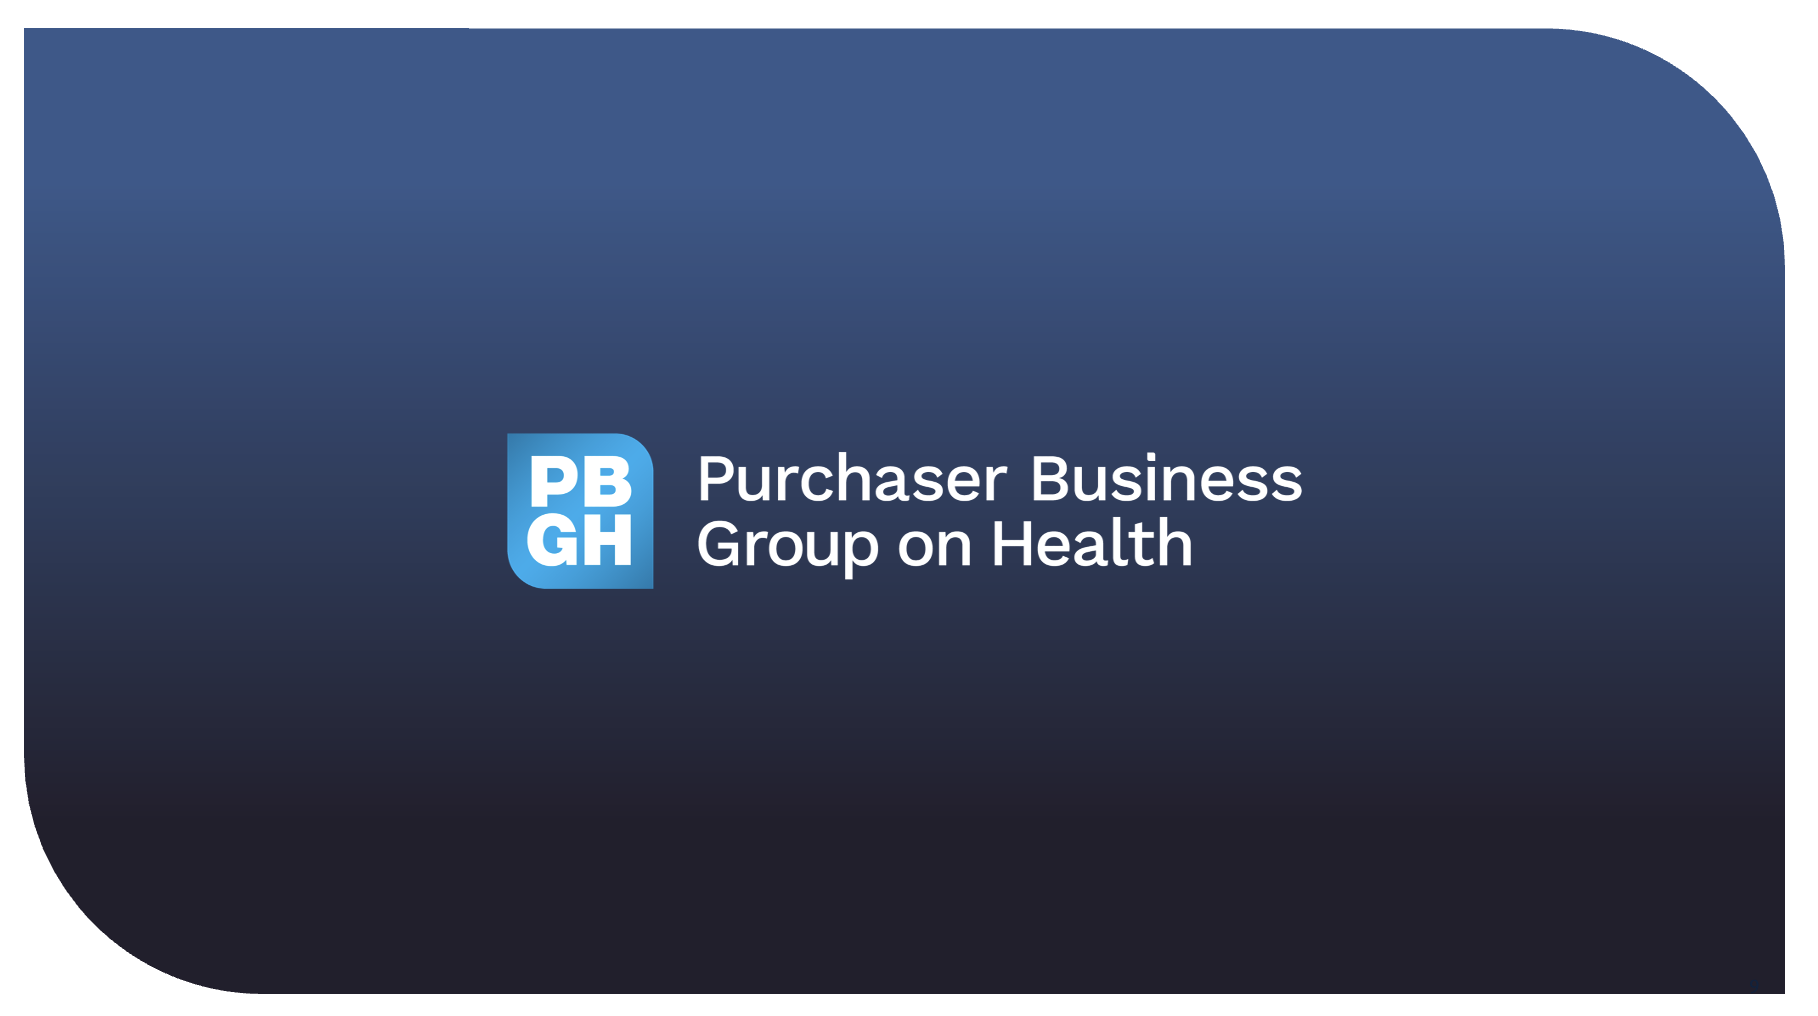 PB
GH
Purchaser Business
Group on Health